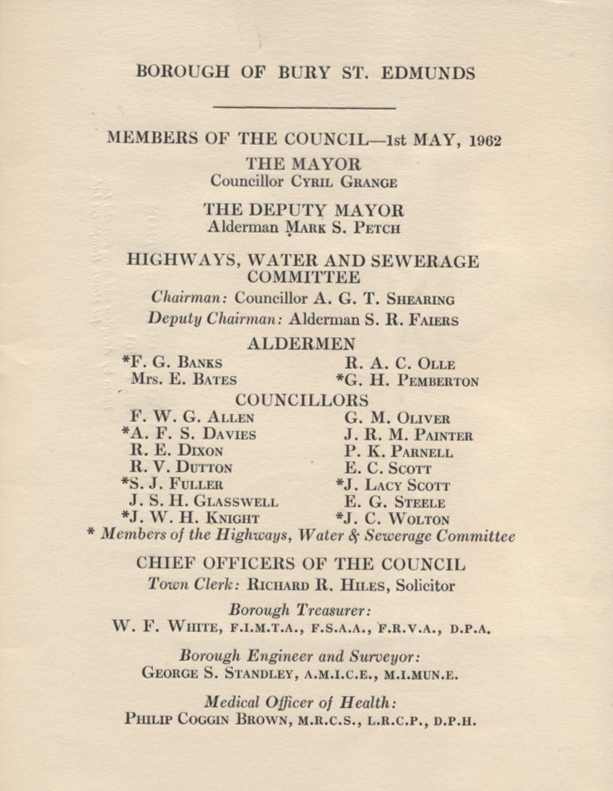 BOROUGH OF BURY ST. EDMUNDS
MEMBERS OF THE COUNCIL—1st MAY, 1962
THE MAYOR
Councillor CYRIL GRANGE
THE DEPUTY MAYOR
Alderman MARK S. PETCH
HIGHWAYS, WATER AND SEWERAGE
COMMITTEE
Chairman: Councillor A. G. T. SHEARING
Deputy Chairman: Alderman S. R. FAIERS
ALDERMEN
*F. G. BANKS R. A. C. OLLE
Mrs. E. BATES *G. H. PEMBERTON
COUNCILLORS
F. W. G. ALLEN G. M. OLIVER
*A. F. S. DAVIES J. R. M. PAINTER
R. E. DIXON P. K. PARNELL
R. V. DUTTON E. C. SCOTT
*S. J. FULLER *J. LACY SCOTT
J. S. H. GLASSWELL E. G. STEELE
*J. W. H. KNIGHT *J. C. WOLTON
* Members of the Highways, Water & Sewerage Committee
CHIEF OFFICERS OF THE COUNCIL
Town Clerk: RICHARD R. HILES, Solicitor
Borough Treasurer:
W. F. WHITE, F.I.M.T.A., F.S.A.A., F.R.V.A., D.P.A.
Borough Engineer and Surveyor:
GEORGE S. STANDLEY, A.M.I.C.E., M.I.MUN.E.
Medical Officer of Health:
PHILIP COGGIN BROWN, M.R.C.S., L.R.C.P., D.P.H.